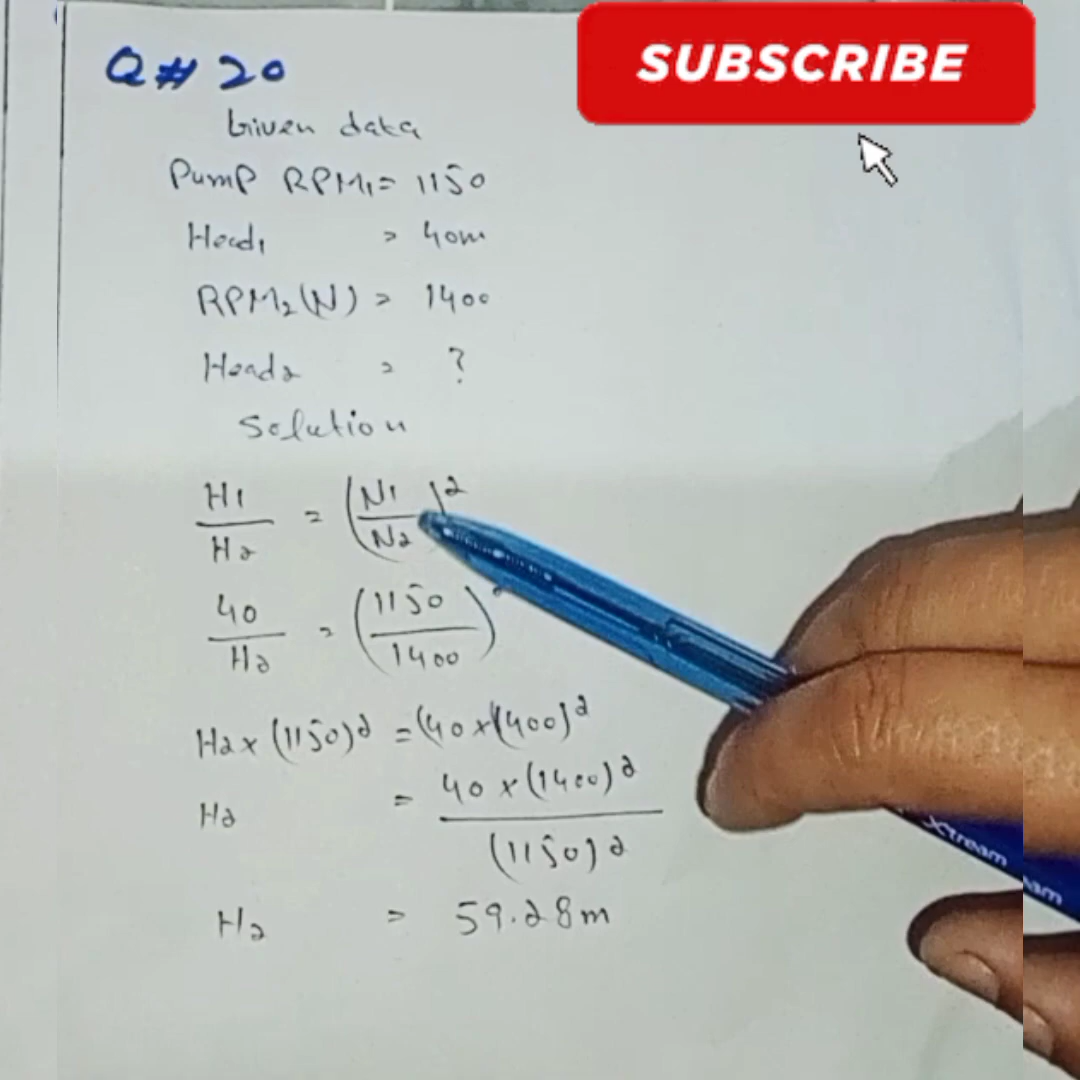 Q # 20
SUBSCRIBE
Given data
Pump RPM₁ = 1150
Head₁ = 40m
RPM₂(N) = 1400
Head₂ = ?
Solution
H₁/H₂ = (N₁/N₂)²
40/H₂ = (1150/1400)
H₂ x (1150)² = (40 x 1400)²
H₂ = 40 x (1400)² / (1150)²
H₂ = 59.28m
Xtream